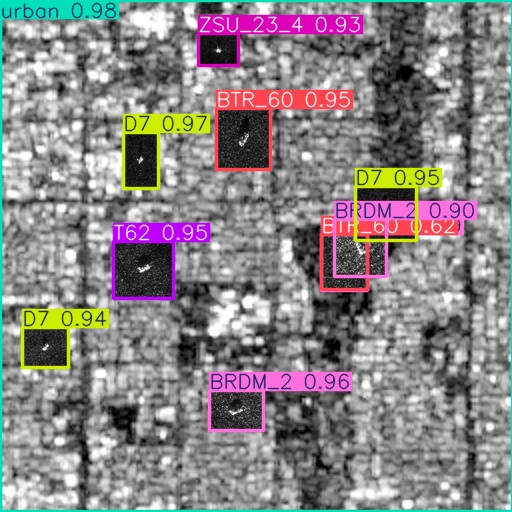 urban 0.98
ZSU_23_4 0.93
BTR_60 0.95
D7 0.97
D7 0.95
BRDM_2 0.90
BTR_60 0.62
T62 0.95
D7 0.94
BRDM_2 0.96